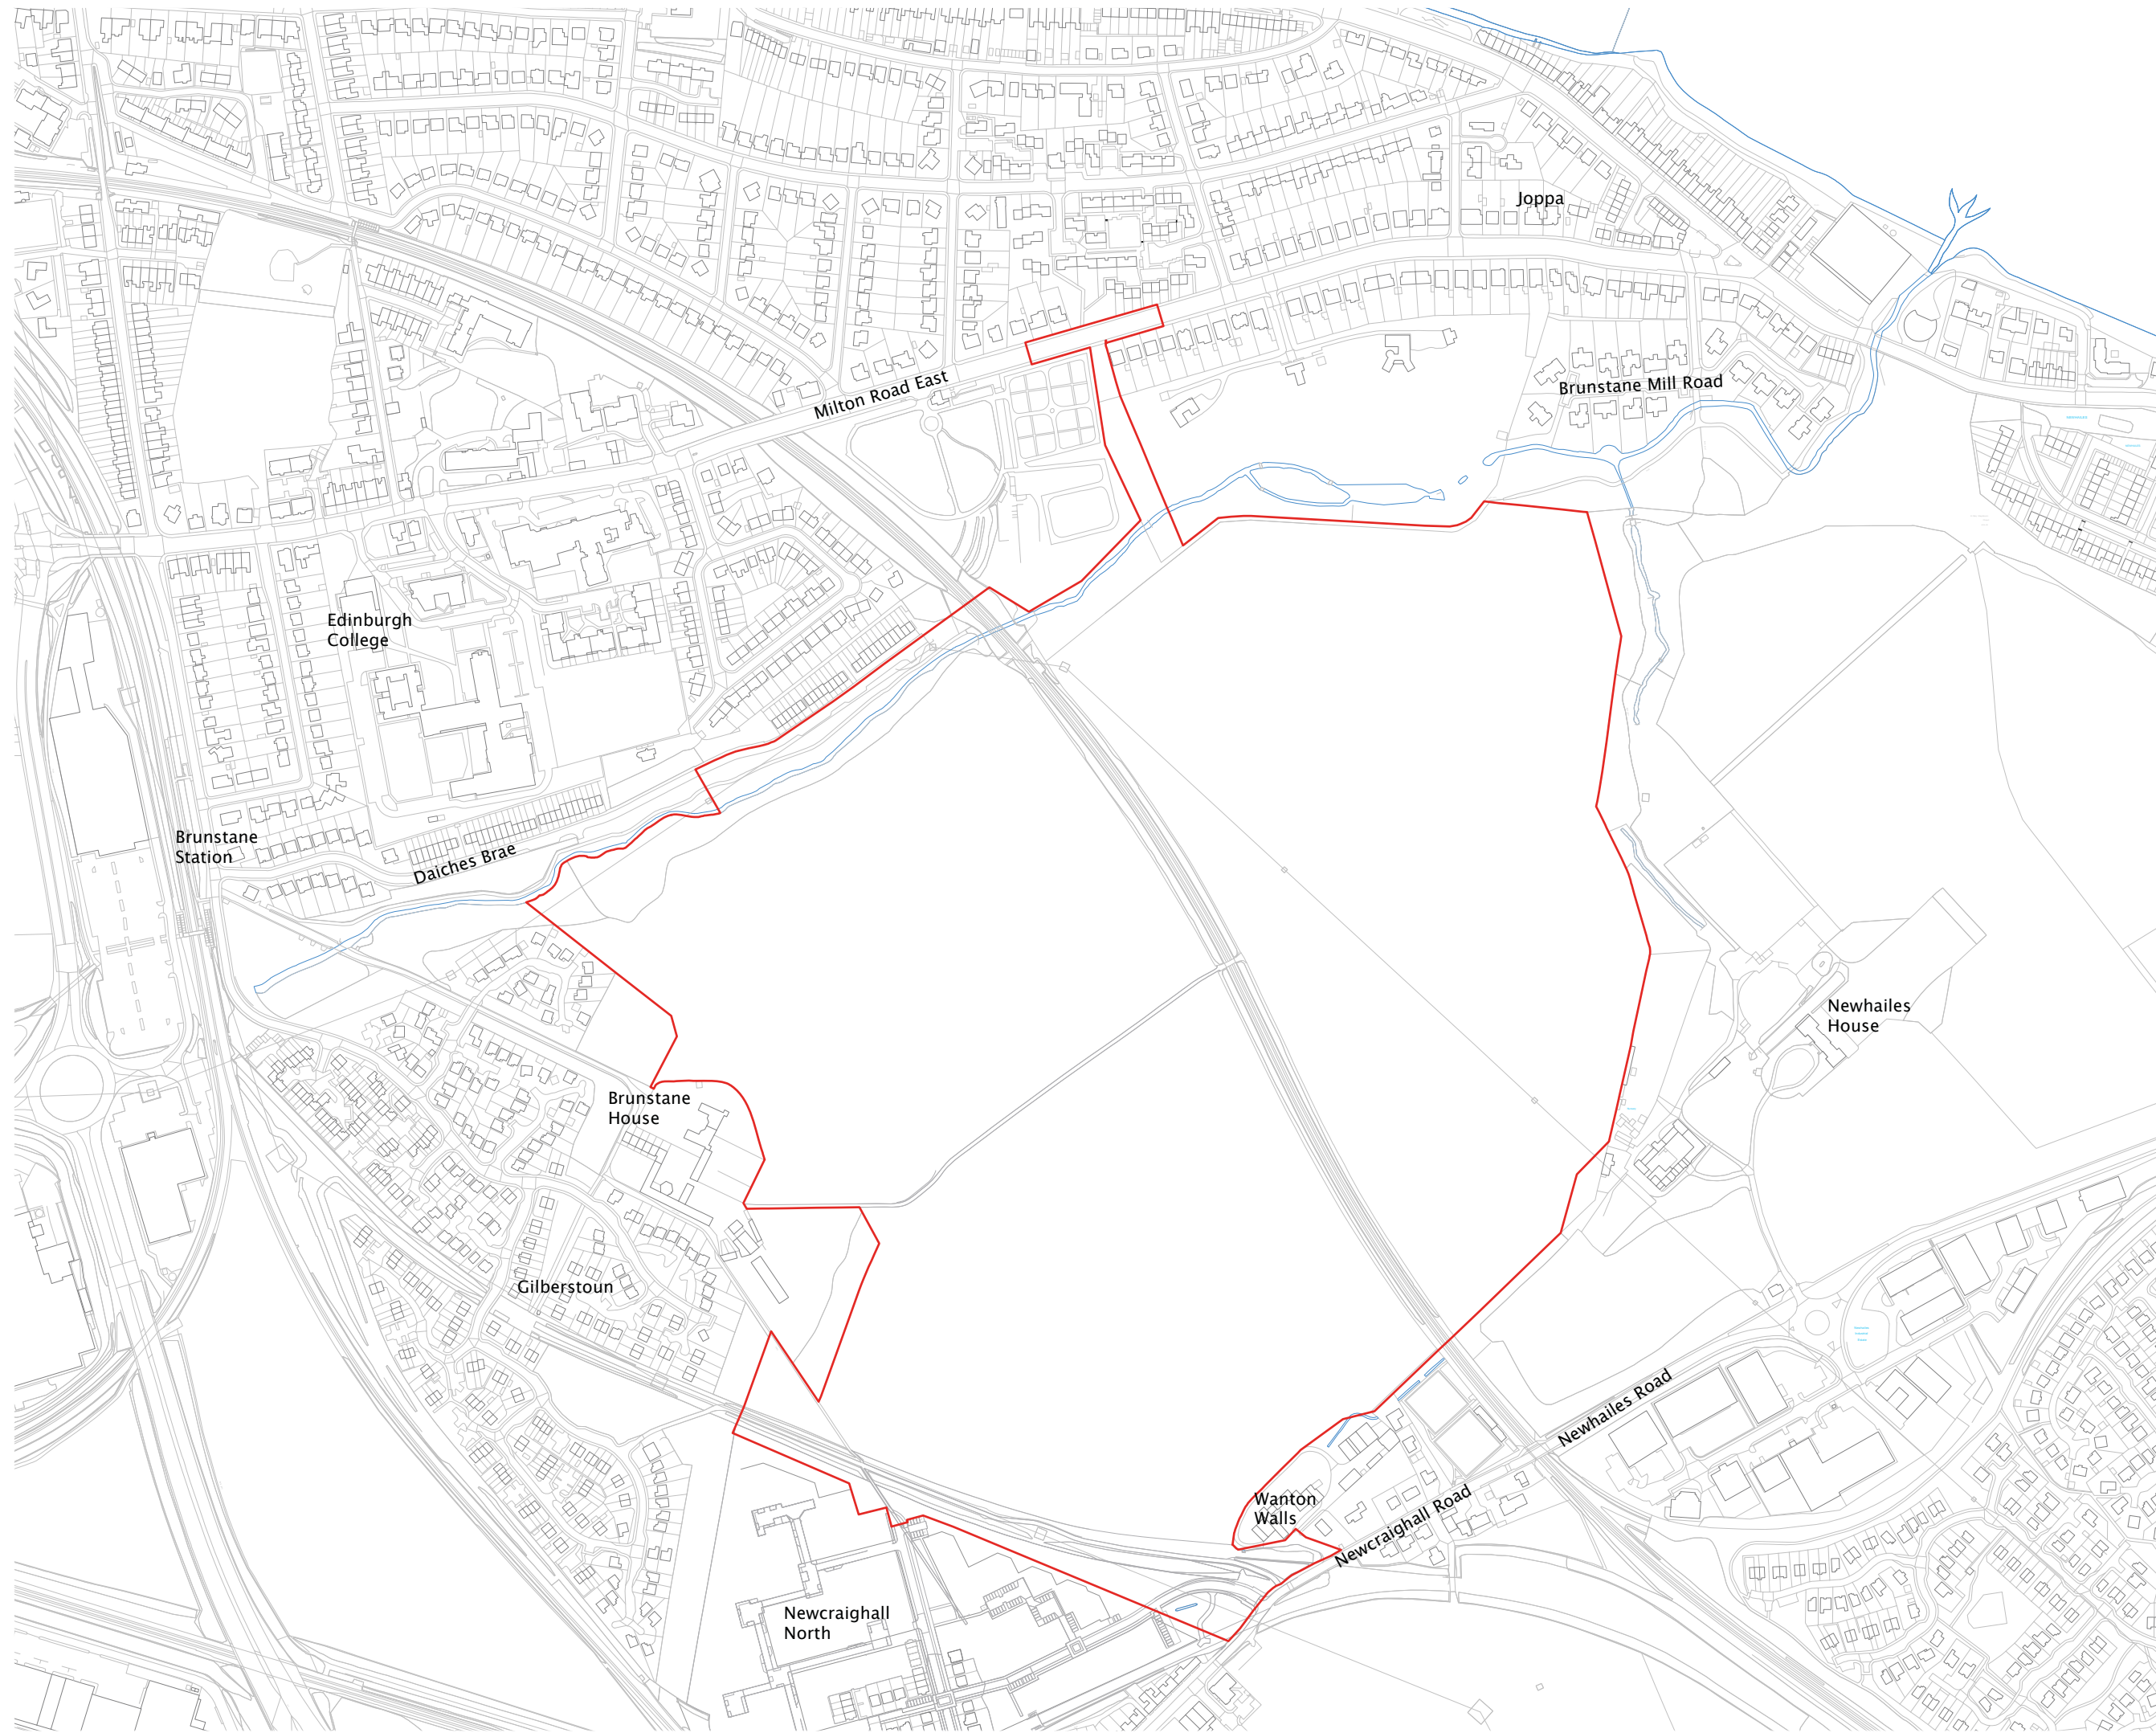 Joppa
Milton Road East
Brunstane Mill Road
Edinburgh
College
Brunstane
Station
Daiches Brae
Newhailes
House
Brunstane
House
Gilberstoun
Newhailes Road
Wanton
Walls
Newcraighall Road
Newcraighall
North